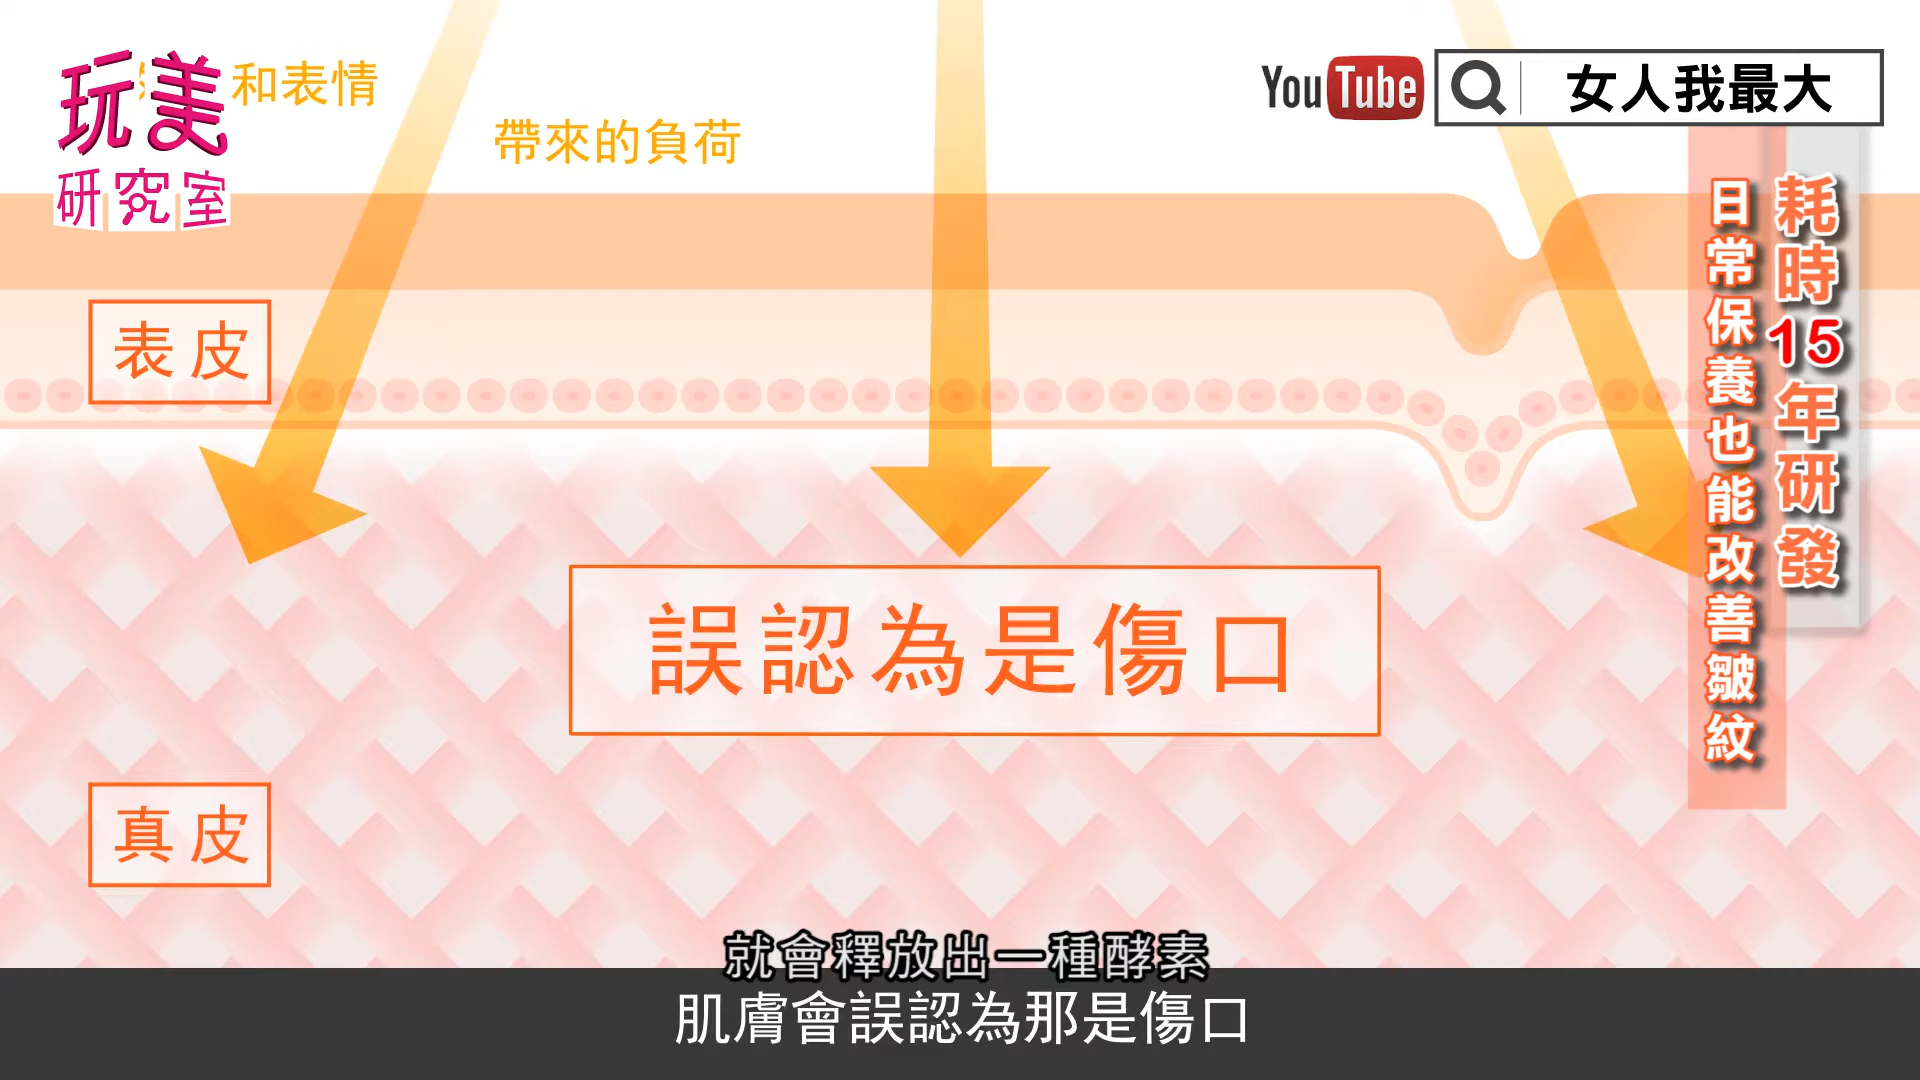 玩美
研究室
和表情
帶來的負荷
YouTube
女人我最大
耗時15年研發
日常保養也能改善皺紋
表皮
誤認為是傷口
真皮
就會釋放出一種酵素
肌膚會誤認為那是傷口